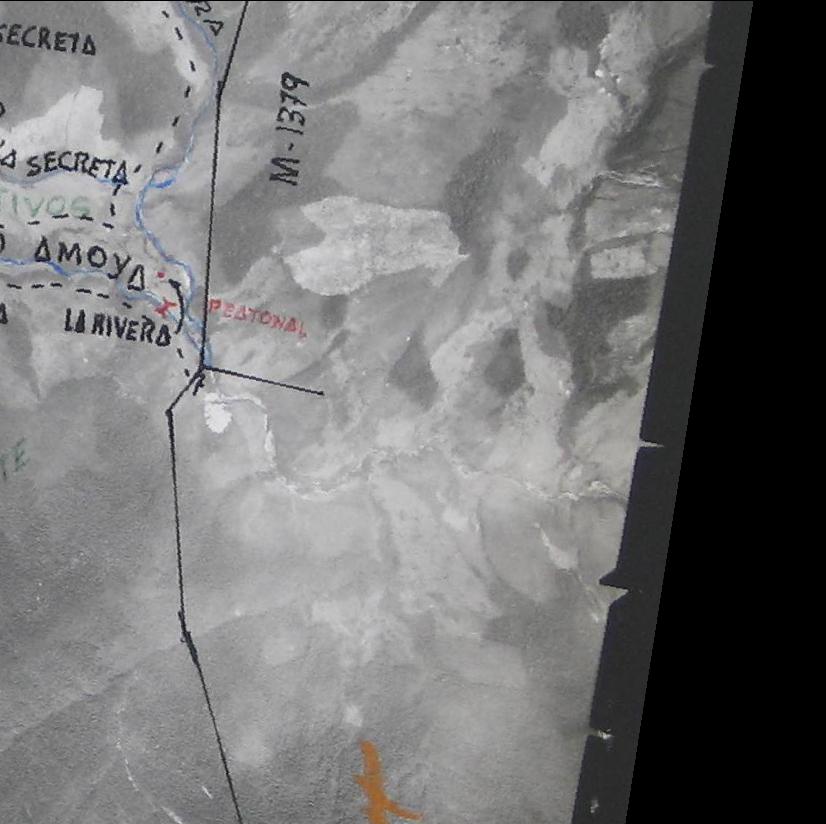 SECRETA
M-1379
SECRETA
TIVOS
AMOYA
PEATONAL
LA RIVERA